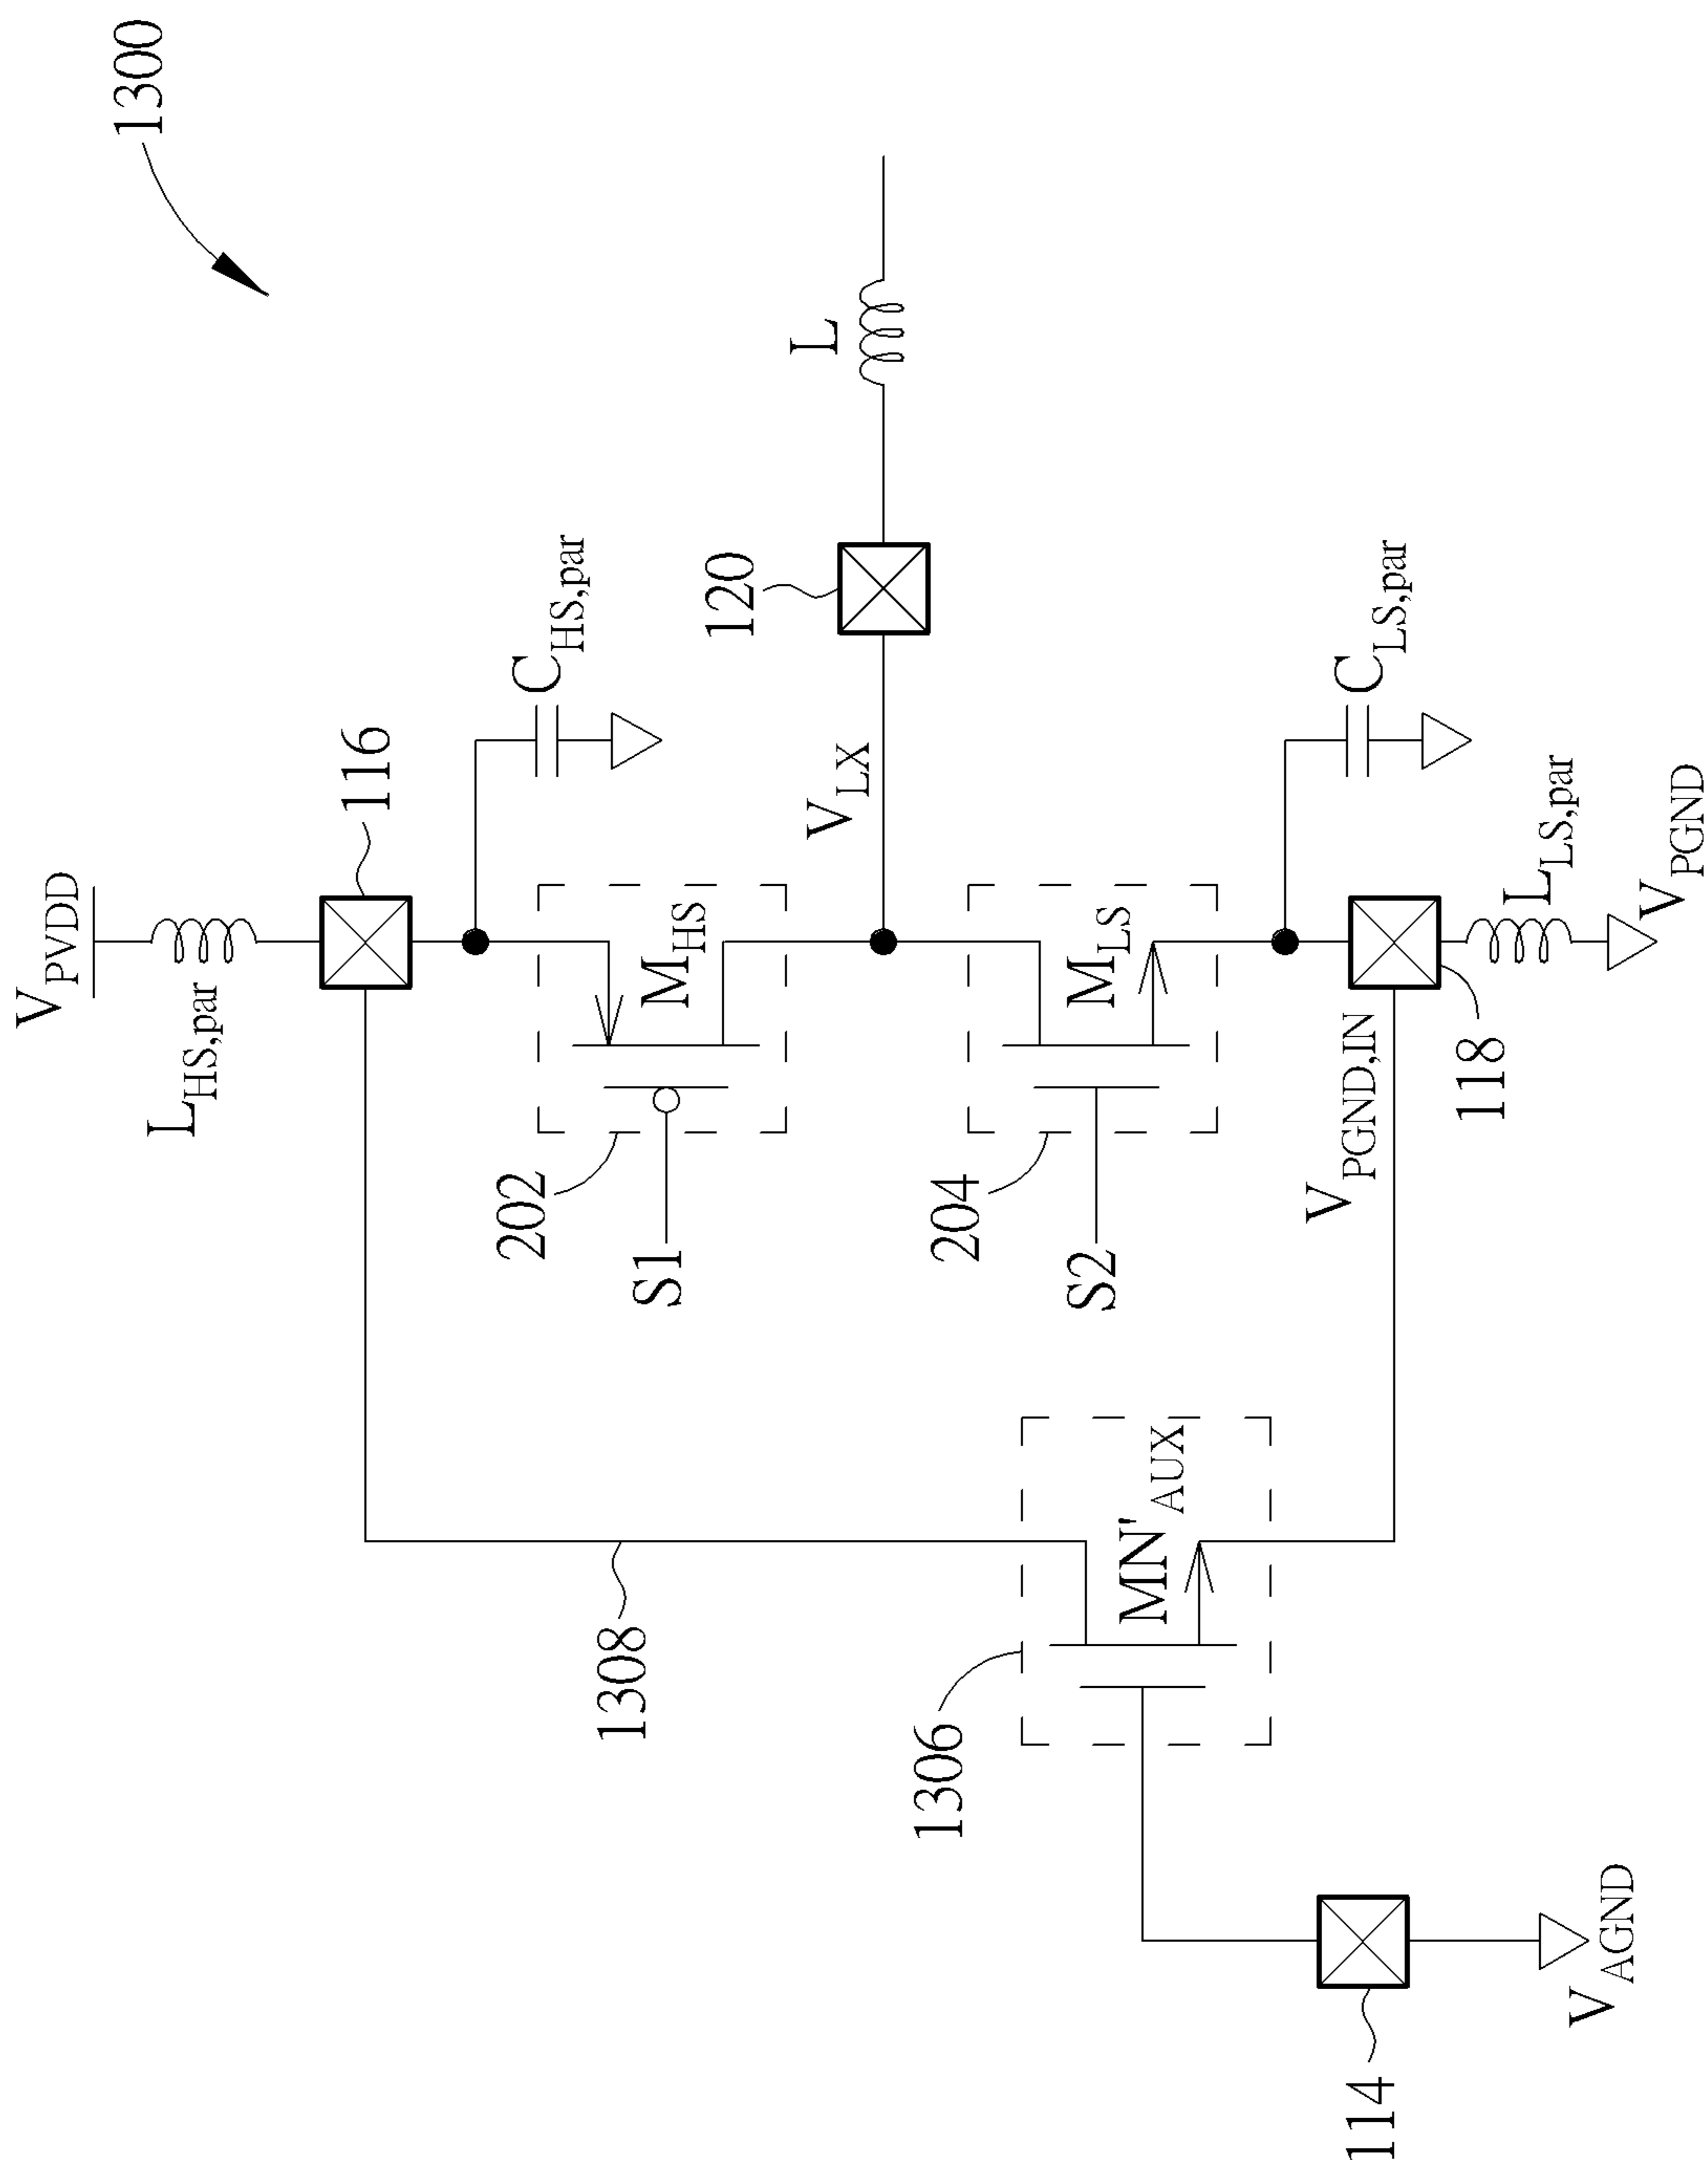 1300
V_PVDD
L_HS,par
116
C_HS,par
202
M_HS
S1
120
L
V_LX
1308
204
M_LS
S2
1306
MN'_AUX
V_PGND,IN
C_LS,par
118
L_LS,par
V_PGND
114
V_AGND